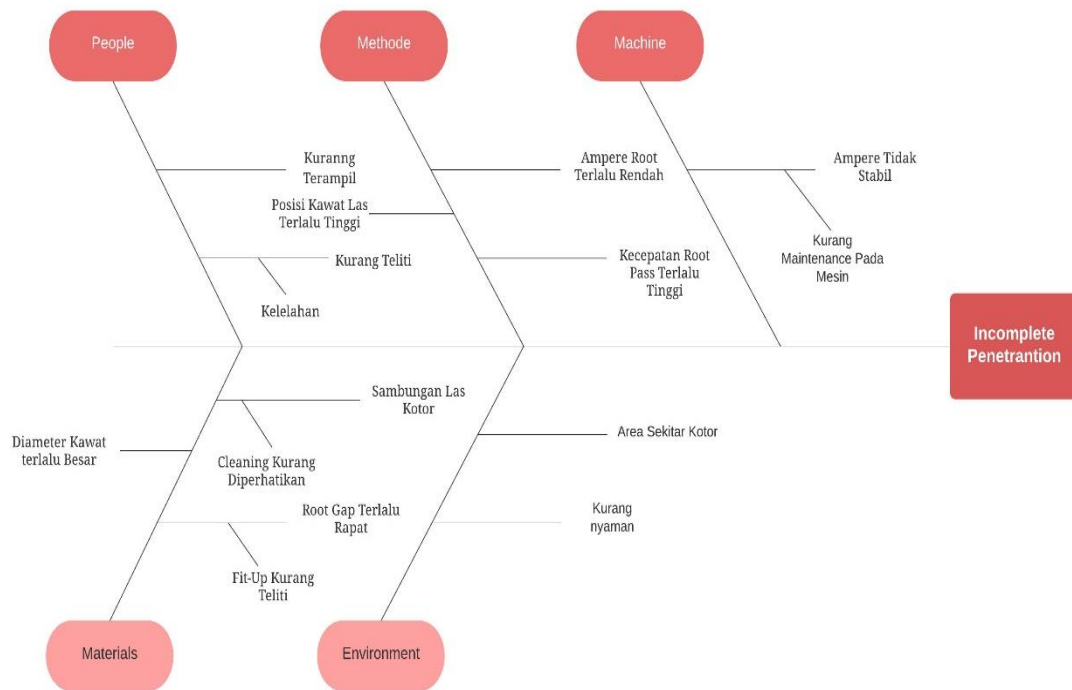 People
Methode
Machine
Kuranng
Terampil
Ampere Root
Terlalu Rendah
Ampere Tidak
Stabil
Posisi Kawat Las
Terlalu Tinggi
Kurang Teliti
Kecepatan Root
Pass Terlalu
Tinggi
Kurang
Maintenance Pada
Mesin
Kelelahan
Incomplete
Penetrantion
Sambungan Las
Kotor
Diameter Kawat
terlalu Besar
Area Sekitar Kotor
Cleaning Kurang
Diperhatikan
Root Gap Terlalu
Rapat
Kurang
nyaman
Fit-Up Kurang
Teliti
Materials
Environment